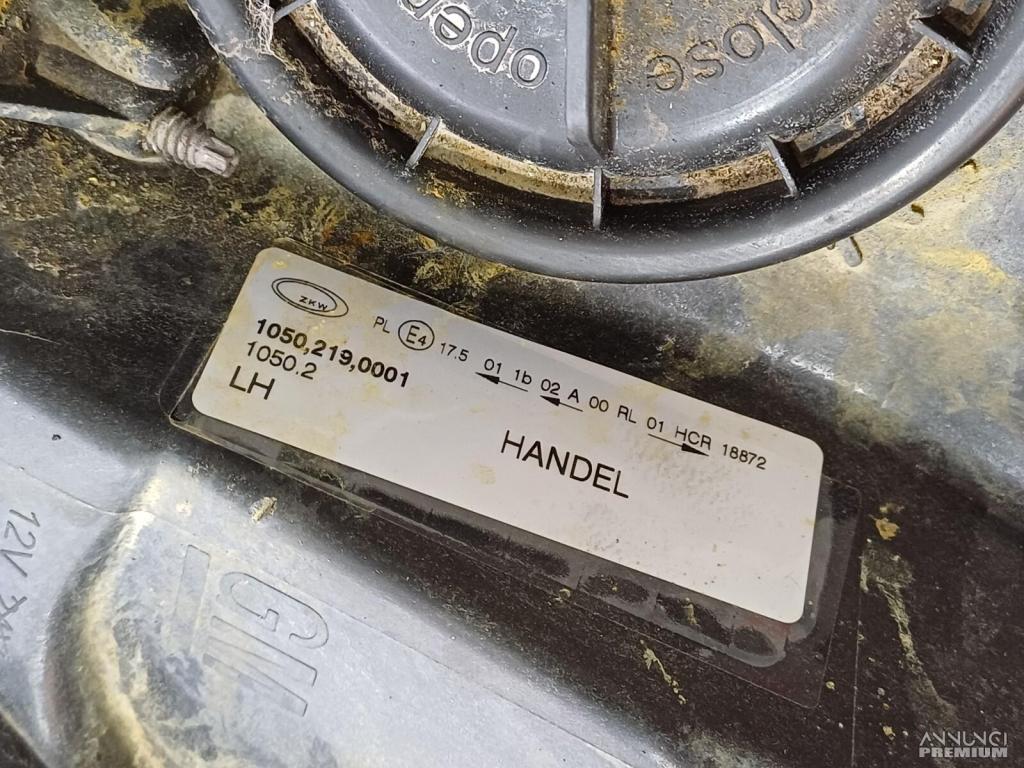 open
close
ZKW
PL E4 17.5 01 1b 02 A 00 RL 01 HCR 18872
1050,219,0001
1050.2
LH
HANDEL
12V
GM
ANNUNCI
PREMIUM